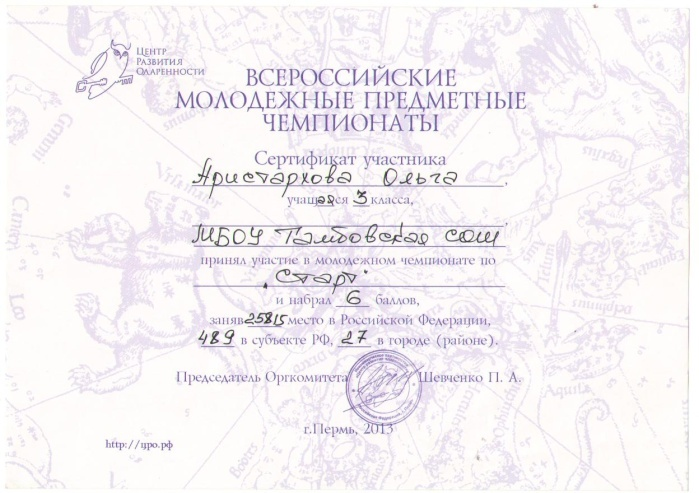 Центр
Развития
Одаренности
ВСЕРОССИЙСКИЕ
МОЛОДЕЖНЫЕ ПРЕДМЕТНЫЕ
ЧЕМПИОНАТЫ
Сертификат участника
Аристархова Ольга,
учащаяся 3 класса,
МБОУ Тамбовская сош
принял участие в молодежном чемпионате по
"Старт"
и набрал 6 баллов,
заняв 25815 место в Российской Федерации,
489 в субъекте РФ, 27 в городе (районе).
Председатель Оргкомитета Шевченко П. А.
г.Пермь, 2013
http://цро.рф